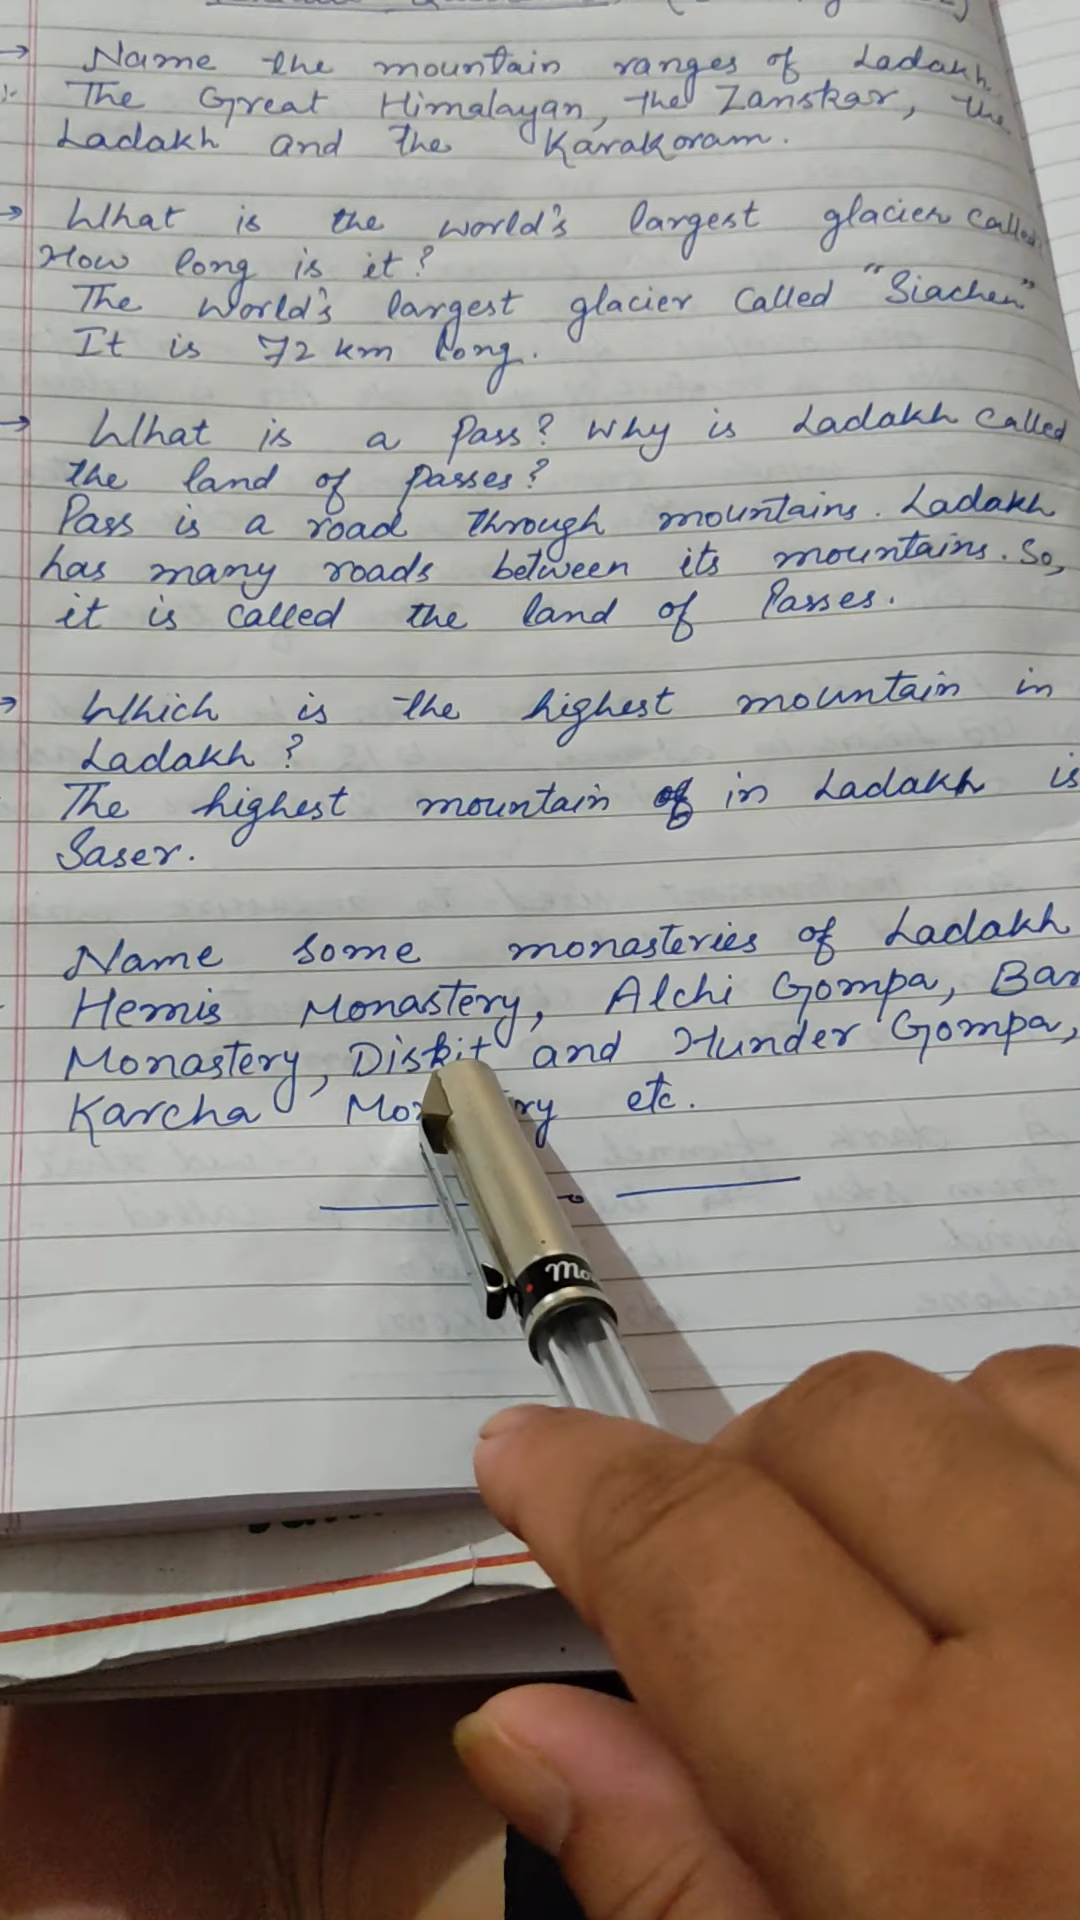 Name the mountain ranges of Ladakh.
The Great Himalayan, the Zanskar, the
Ladakh and the Karakoram.
What is the world's largest glacier called
How long is it?
The World's largest glacier called "Siachen"
It is 72 km long.
What is a pass? Why is Ladakh called
the land of passes?
Pass is a road through mountains. Ladakh
has many roads between its mountains. So,
it is called the land of Passes.
Which is the highest mountain in
Ladakh?
The highest mountain in Ladakh is
Saser.
Name some monasteries of Ladakh
Hemis Monastery, Alchi Gompa, Bar
Monastery, Diskit and Hunder Gompa,
Karcha Mo ry etc.
Mo